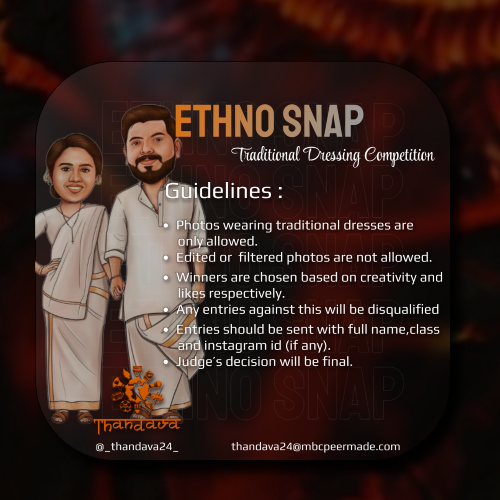 ETHNO SNAP
Traditional Dressing Competition
Guidelines :
• Photos wearing traditional dresses are
only allowed.
• Edited or filtered photos are not allowed.
• Winners are chosen based on creativity and
likes respectively.
• Any entries against this will be disqualified
• Entries should be sent with full name,class
and instagram id (if any).
• Judge's decision will be final.
Thandava
@_thandava24_
thandava24@mbcpeermade.com